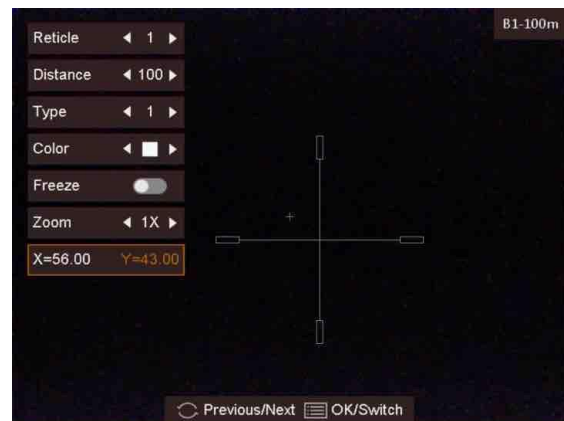 B1-100m
Reticle 1
Distance 100
Type 1
Color
Freeze
Zoom 1X
X=56.00 Y=43.00
Previous/Next OK/Switch